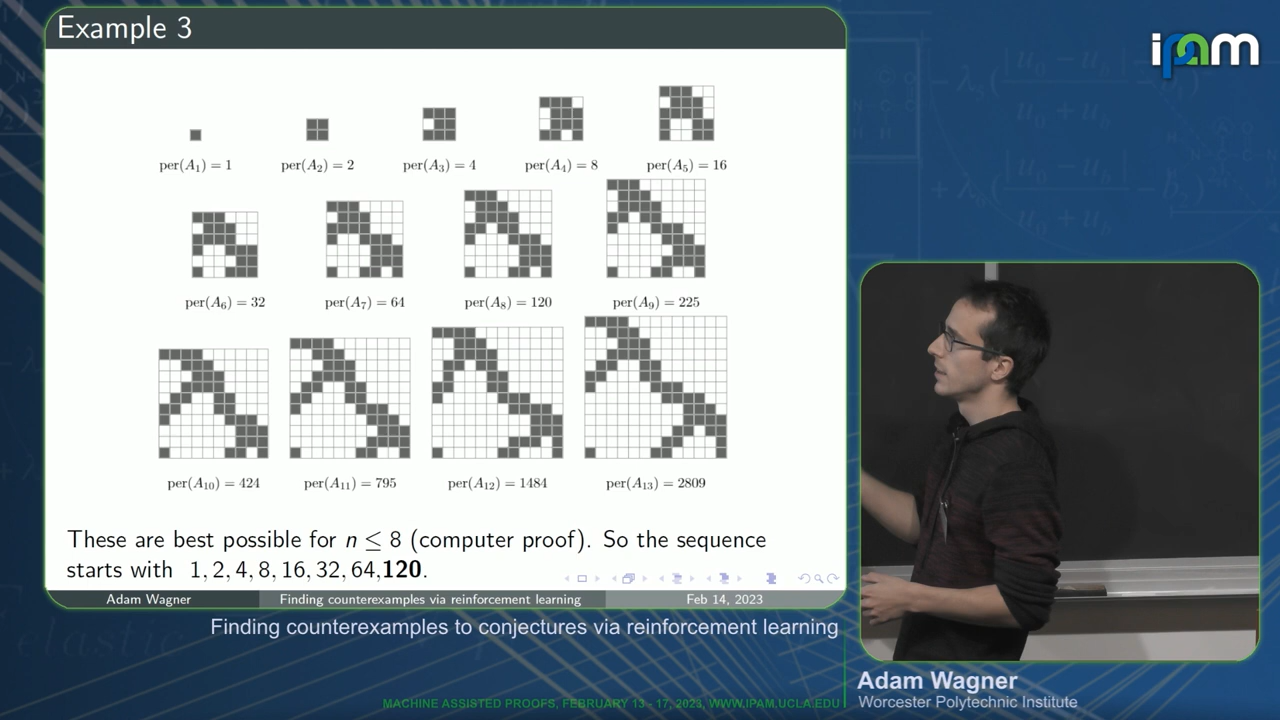 Example 3
ipam
per(A₁) = 1
per(A₂) = 2
per(A₃) = 4
per(A₄) = 8
per(A₅) = 16
per(A₆) = 32
per(A₇) = 64
per(A₈) = 120
per(A₉) = 225
per(A₁₀) = 424
per(A₁₁) = 795
per(A₁₂) = 1484
per(A₁₃) = 2809
These are best possible for n ≤ 8 (computer proof). So the sequence
starts with 1, 2, 4, 8, 16, 32, 64, 120.
Adam Wagner Finding counterexamples via reinforcement learning Feb 14, 2023
Finding counterexamples to conjectures via reinforcement learning
Adam Wagner
Worcester Polytechnic Institute
MACHINE ASSISTED PROOFS, FEBRUARY 13 - 17, 2023, WWW.IPAM.UCLA.EDU